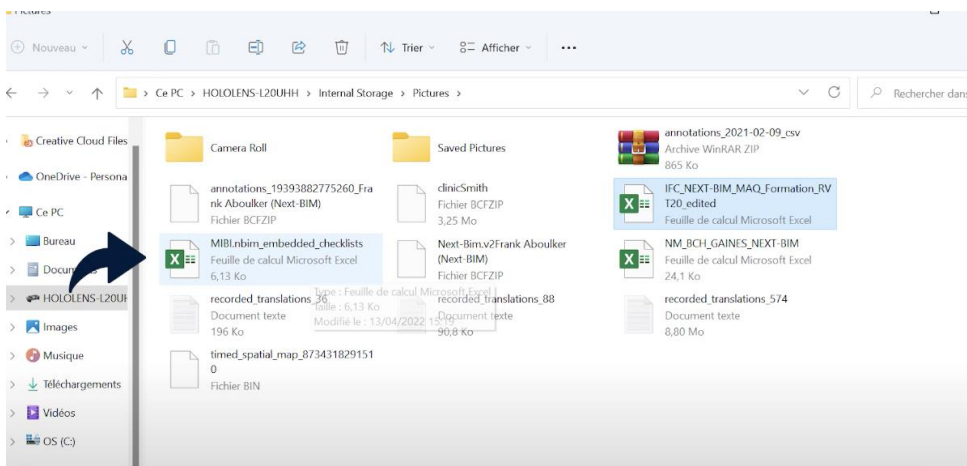 Pictures
Nouveau
Trier
Afficher
Ce PC > HOLOLENS-L20UHH > Internal Storage > Pictures >
Rechercher dans
Creative Cloud Files
OneDrive - Persona
Ce PC
Bureau
HOLOLENS-L20UH
Images
Musique
Téléchargements
Vidéos
OS (C:)
Camera Roll
Saved Pictures
annotations_2021-02-09_csv
Archive WinRAR ZIP
865 Ko
annotations_19393882775260_Fra
nk Aboulker (Next-BIM)
Fichier BCFZIP
clinicSmith
Fichier BCFZIP
3,25 Mo
IFC_NEXT-BIM_MAQ_Formation_RV
T20_edited
Feuille de calcul Microsoft Excel
MIBI.nbim_embedded_checklists
Feuille de calcul Microsoft Excel
6,13 Ko
Next-Bim.v2Frank Aboulker
(Next-BIM)
Fichier BCFZIP
NM_BCH_GAINES_NEXT-BIM
Feuille de calcul Microsoft Excel
24,1 Ko
recorded_translations_36
Document texte
196 Ko
Type : Feuille de calcul Microsoft Excel
Taille : 6,13 Ko
Modifié le : 13/04/2022 15:19
recorded_translations_88
Document texte
90,8 Ko
recorded_translations_574
Document texte
8,80 Mo
timed_spatial_map_873431829151
0
Fichier BIN